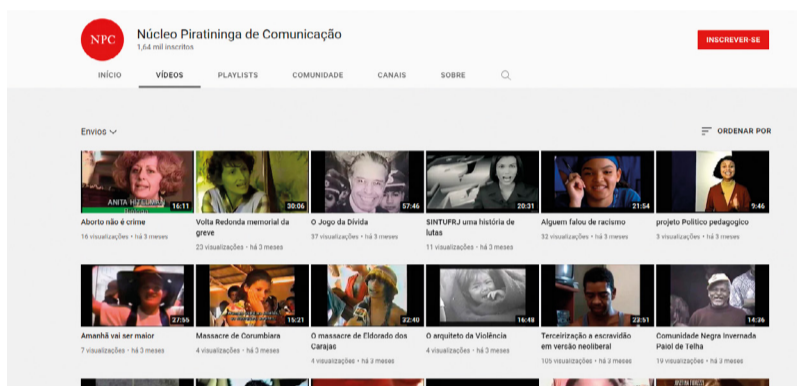 NPC
Núcleo Piratininga de Comunicação
1,64 mil inscritos
INSCREVER-SE
INÍCIO VÍDEOS PLAYLISTS COMUNIDADE CANAIS SOBRE
Envios
ORDENAR POR
16:11 30:06 57:46 20:31 21:54 9:46
Aborto não é crime
16 visualizações • há 3 meses
Volta Redonda memorial da
greve
23 visualizações • há 3 meses
O Jogo da Dívida
37 visualizações • há 3 meses
SINTUFRJ uma história de
lutas
11 visualizações • há 3 meses
Alguem falou de racismo
32 visualizações • há 3 meses
projeto Politico pedagogico
3 visualizações • há 3 meses
27:55 15:21 32:40 16:48 23:51 14:36
Amanhã vai ser maior
7 visualizações • há 3 meses
Massacre de Corumbiara
4 visualizações • há 3 meses
O massacre de Eldorado dos
Carajas
4 visualizações • há 3 meses
O arquiteto da Violência
4 visualizações • há 3 meses
Terceirização a escravidão
em versão neoliberal
105 visualizações • há 3 meses
Comunidade Negra Invernada
Paiol de Telha
19 visualizações • há 3 meses